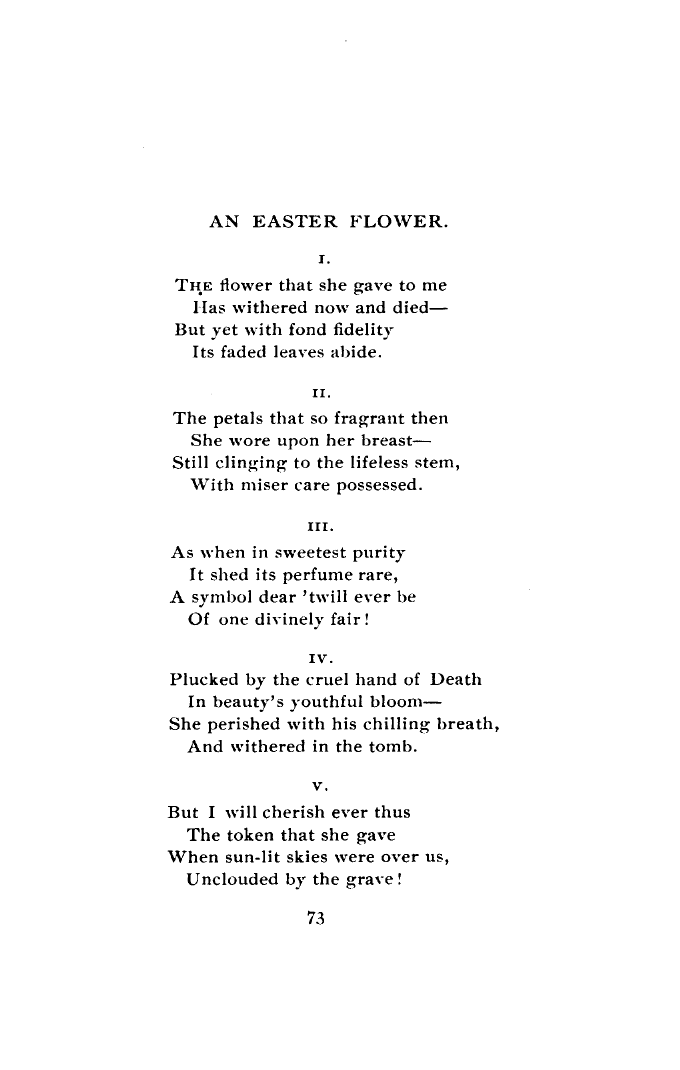 AN EASTER FLOWER.
I.
THE flower that she gave to me
Has withered now and died—
But yet with fond fidelity
Its faded leaves abide.
II.
The petals that so fragrant then
She wore upon her breast—
Still clinging to the lifeless stem,
With miser care possessed.
III.
As when in sweetest purity
It shed its perfume rare,
A symbol dear 'twill ever be
Of one divinely fair!
IV.
Plucked by the cruel hand of Death
In beauty's youthful bloom—
She perished with his chilling breath,
And withered in the tomb.
V.
But I will cherish ever thus
The token that she gave
When sun-lit skies were over us,
Unclouded by the grave!
73